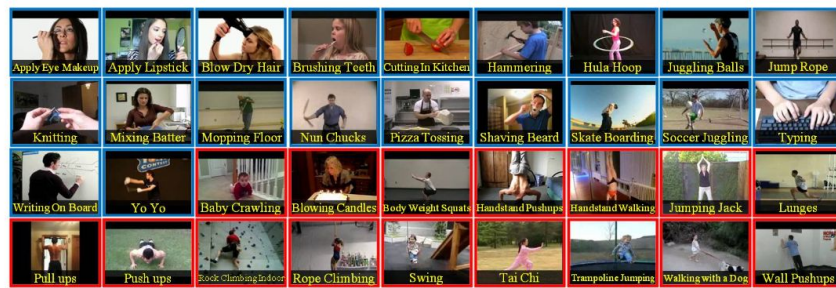 Apply Eye Makeup
Apply Lipstick
Blow Dry Hair
Brushing Teeth
Cutting In Kitchen
Hammering
Hula Hoop
Juggling Balls
Jump Rope
Knitting
Mixing Batter
Mopping Floor
Nun Chucks
Pizza Tossing
Shaving Beard
Skate Boarding
Soccer Juggling
Typing
Writing On Board
Yo Yo
Baby Crawling
Blowing Candles
Body Weight Squats
Handstand Pushups
Handstand Walking
Jumping Jack
Lunges
Pull ups
Push ups
Rock Climbing Indoor
Rope Climbing
Swing
Tai Chi
Trampoline Jumping
Walking with a Dog
Wall Pushups